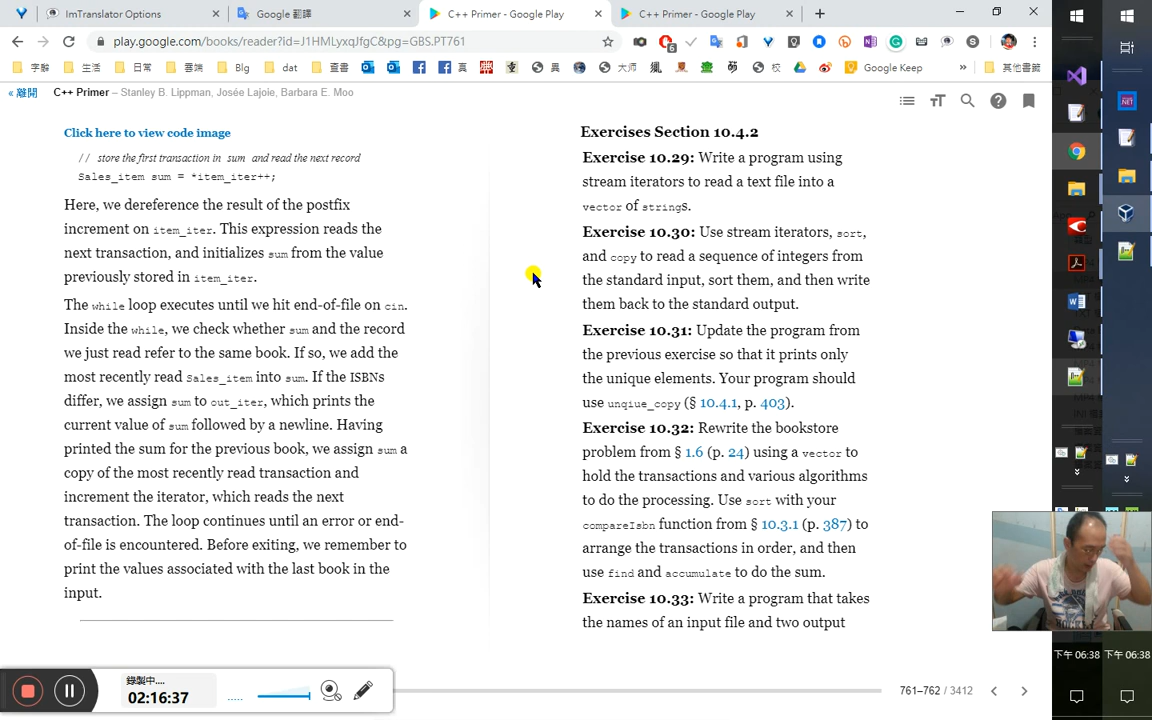 ImTranslator Options
Google 翻譯
C++ Primer - Google Play
C++ Primer - Google Play
play.google.com/books/reader?id=J1HMLyxqJfgC&pg=GBS.PT761
字辭
生活
日常
雲端
Blg
dat
查書
真
異
大师
校
Google Keep
»
其他書籤
« 離開
C++ Primer – Stanley B. Lippman, Josée Lajoie, Barbara E. Moo
Click here to view code image
// store the first transaction in sum and read the next record
Sales_item sum = *item_iter++;
Here, we dereference the result of the postfix
increment on item_iter. This expression reads the
next transaction, and initializes sum from the value
previously stored in item_iter.
The while loop executes until we hit end-of-file on cin.
Inside the while, we check whether sum and the record
we just read refer to the same book. If so, we add the
most recently read Sales_item into sum. If the ISBNs
differ, we assign sum to out_iter, which prints the
current value of sum followed by a newline. Having
printed the sum for the previous book, we assign sum a
copy of the most recently read transaction and
increment the iterator, which reads the next
transaction. The loop continues until an error or end-
of-file is encountered. Before exiting, we remember to
print the values associated with the last book in the
input.
Exercises Section 10.4.2
Exercise 10.29: Write a program using
stream iterators to read a text file into a
vector of strings.
Exercise 10.30: Use stream iterators, sort,
and copy to read a sequence of integers from
the standard input, sort them, and then write
them back to the standard output.
Exercise 10.31: Update the program from
the previous exercise so that it prints only
the unique elements. Your program should
use unqiue_copy (§ 10.4.1, p. 403).
Exercise 10.32: Rewrite the bookstore
problem from § 1.6 (p. 24) using a vector to
hold the transactions and various algorithms
to do the processing. Use sort with your
compareIsbn function from § 10.3.1 (p. 387) to
arrange the transactions in order, and then
use find and accumulate to do the sum.
Exercise 10.33: Write a program that takes
the names of an input file and two output
761–762 / 3412
錄製中....
02:16:37
下午 06:38
下午 06:38